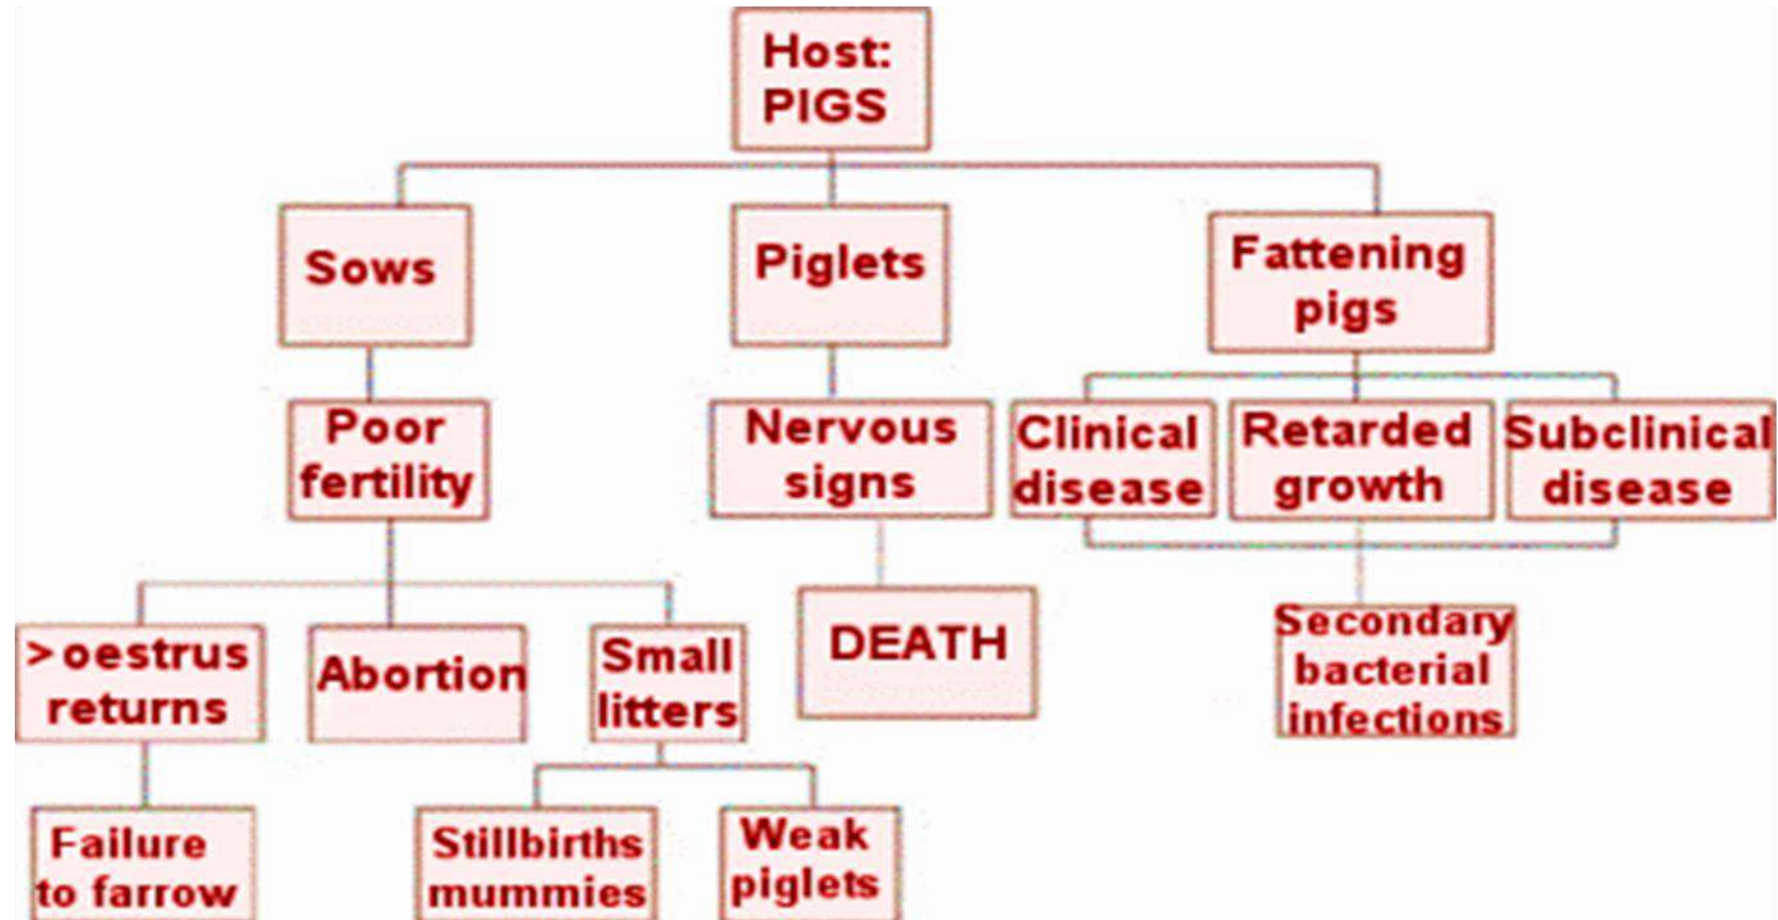 Host:
PIGS
Sows
Piglets
Fattening
pigs
Poor
fertility
Nervous
signs
Clinical
disease
Retarded
growth
Subclinical
disease
>oestrus
returns
Abortion
Small
litters
DEATH
Secondary
bacterial
infections
Failure
to farrow
Stillbirths
mummies
Weak
piglets